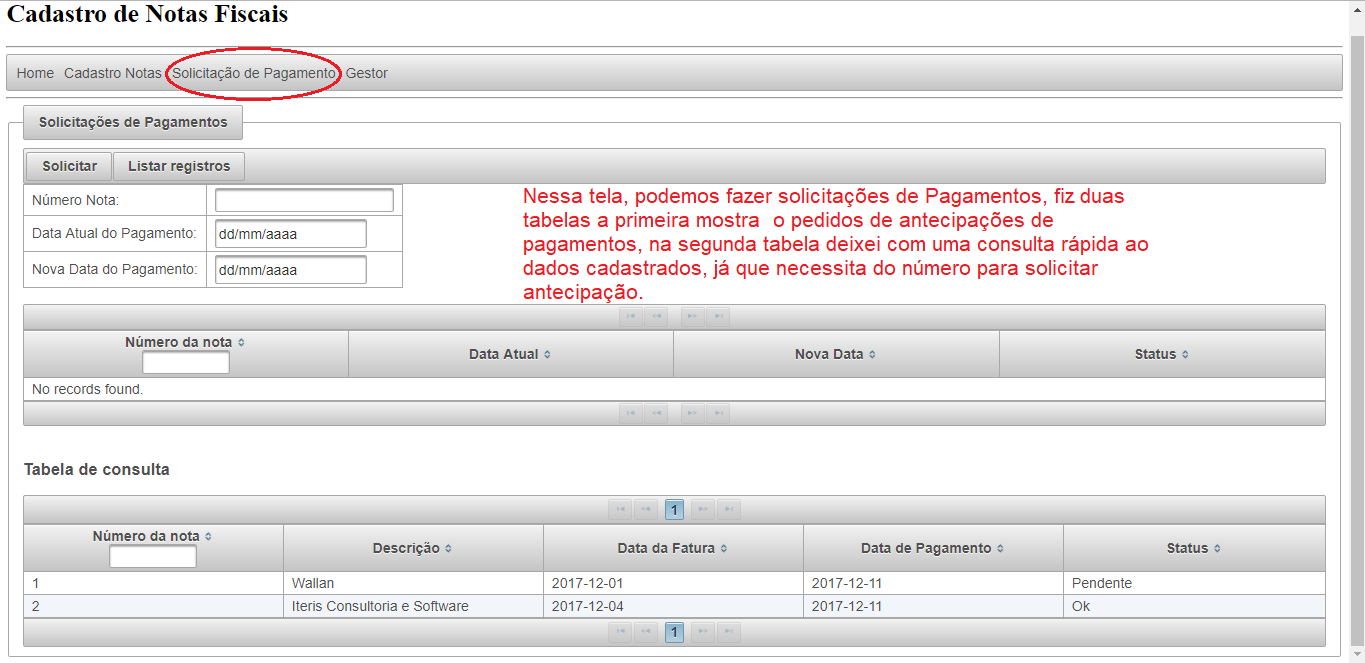 Cadastro de Notas Fiscais
Home Cadastro Notas Solicitação de Pagamento Gestor
Solicitações de Pagamentos
Solicitar Listar registros
Número Nota:
Data Atual do Pagamento: dd/mm/aaaa
Nova Data do Pagamento: dd/mm/aaaa
Nessa tela, podemos fazer solicitações de Pagamentos, fiz duas
tabelas a primeira mostra o pedidos de antecipações de
pagamentos, na segunda tabela deixei com uma consulta rápida ao
dados cadastrados, já que necessita do número para solicitar
antecipação.
Número da nota Data Atual Nova Data Status
No records found.
Tabela de consulta
1
Número da nota Descrição Data da Fatura Data de Pagamento Status
1 Wallan 2017-12-01 2017-12-11 Pendente
2 Iteris Consultoria e Software 2017-12-04 2017-12-11 Ok
1